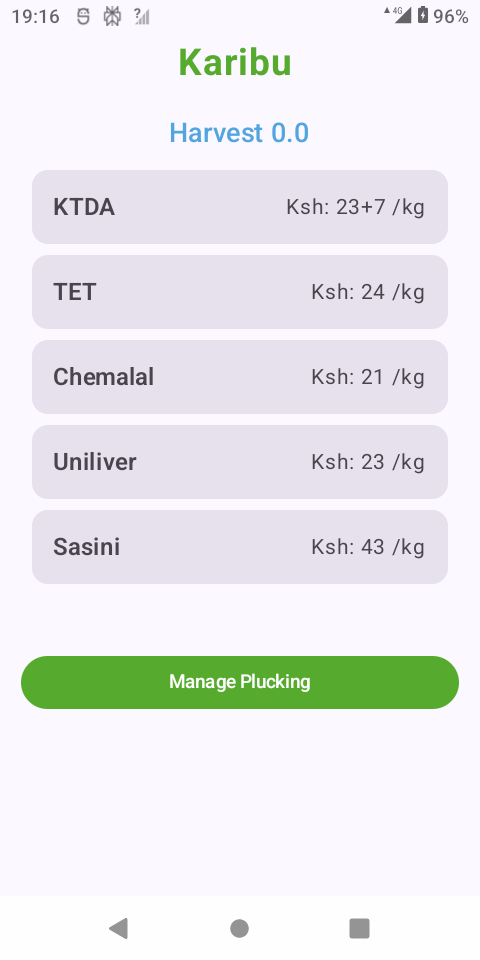 19:16 ? 4G 96%
Karibu
Harvest 0.0
KTDA Ksh: 23+7 /kg
TET Ksh: 24 /kg
Chemalal Ksh: 21 /kg
Uniliver Ksh: 23 /kg
Sasini Ksh: 43 /kg
Manage Plucking